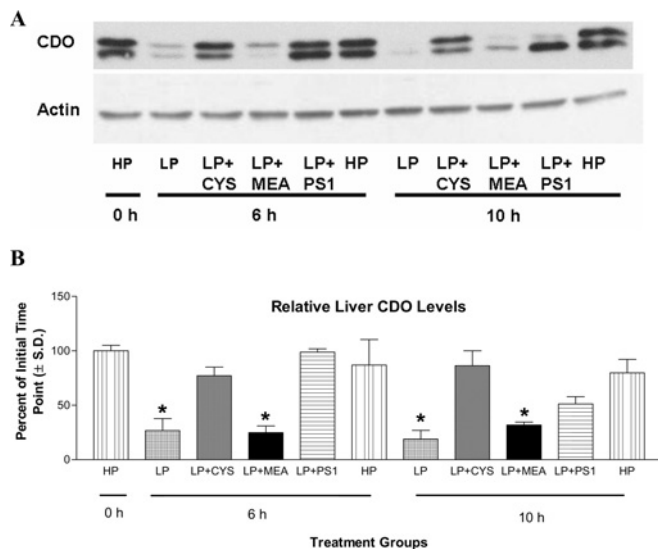 A
CDO
Actin
HP LP LP+ CYS LP+ MEA LP+ PS1 HP LP LP+ CYS LP+ MEA LP+ PS1 HP
0 h 6 h 10 h
B
Relative Liver CDO Levels
Percent of Initial Time
Point (± S.D.)
150
100
50
0
* * * *
HP LP LP+CYS LP+MEA LP+PS1 HP LP LP+CYS LP+MEA LP+PS1 HP
0 h 6 h 10 h
Treatment Groups